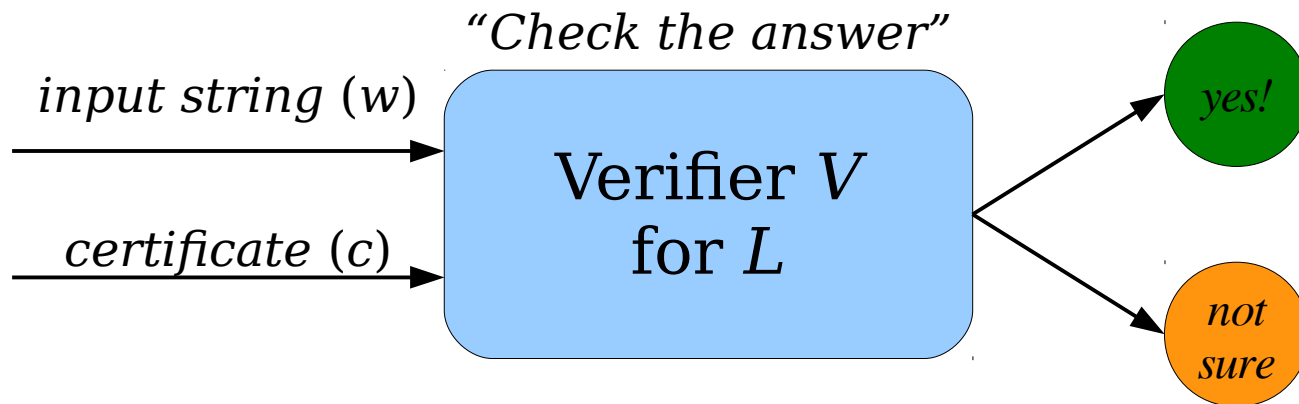 “Check the answer”
input string (w)
certificate (c)
Verifier V
for L
yes!
not
sure